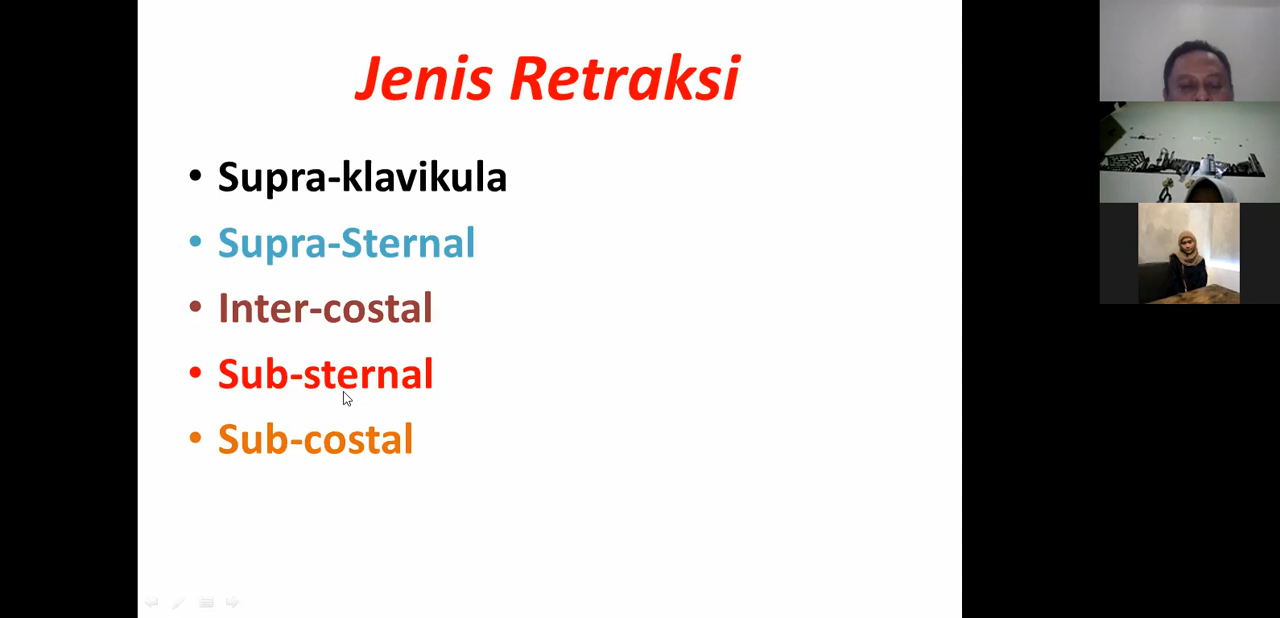 Jenis Retraksi
• Supra-klavikula
• Supra-Sternal
• Inter-costal
• Sub-sternal
• Sub-costal